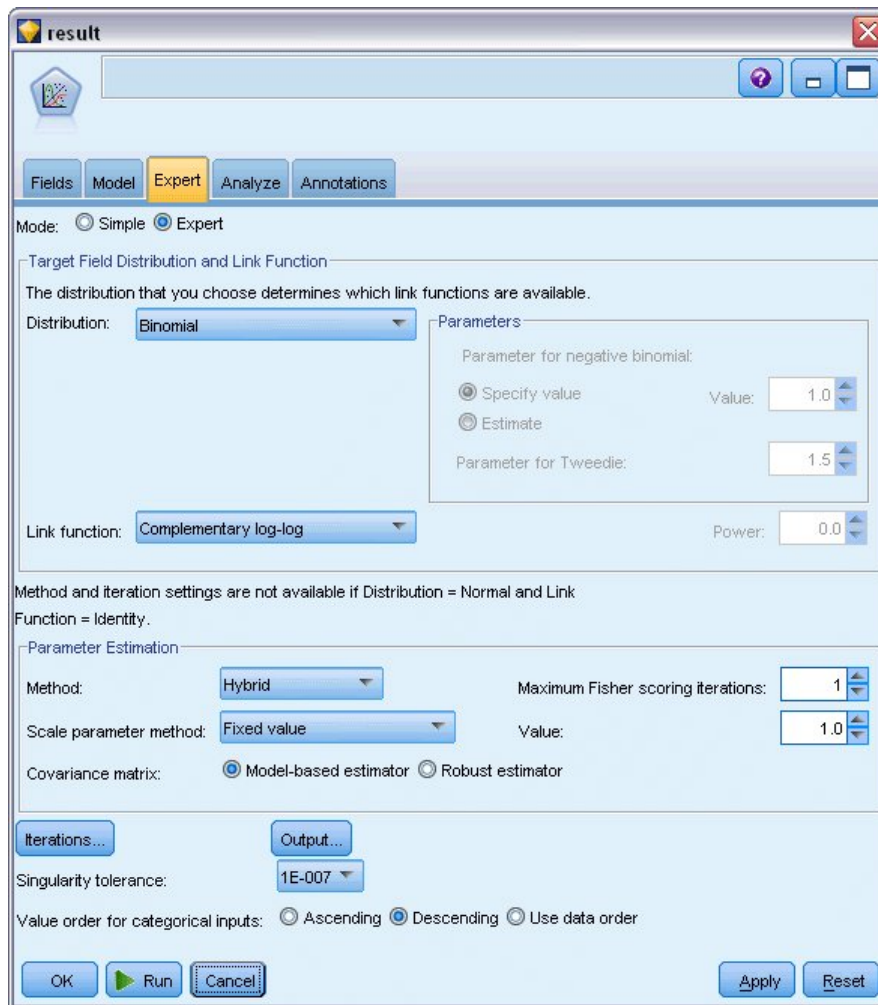 result
Fields Model Expert Analyze Annotations
Mode: Simple Expert
Target Field Distribution and Link Function
The distribution that you choose determines which link functions are available.
Distribution: Binomial
Parameters
Parameter for negative binomial:
Specify value Value: 1.0
Estimate
Parameter for Tweedie: 1.5
Link function: Complementary log-log Power: 0.0
Method and iteration settings are not available if Distribution = Normal and Link
Function = Identity.
Parameter Estimation
Method: Hybrid Maximum Fisher scoring iterations: 1
Scale parameter method: Fixed value Value: 1.0
Covariance matrix: Model-based estimator Robust estimator
Iterations... Output...
Singularity tolerance: 1E-007
Value order for categorical inputs: Ascending Descending Use data order
OK Run Cancel Apply Reset